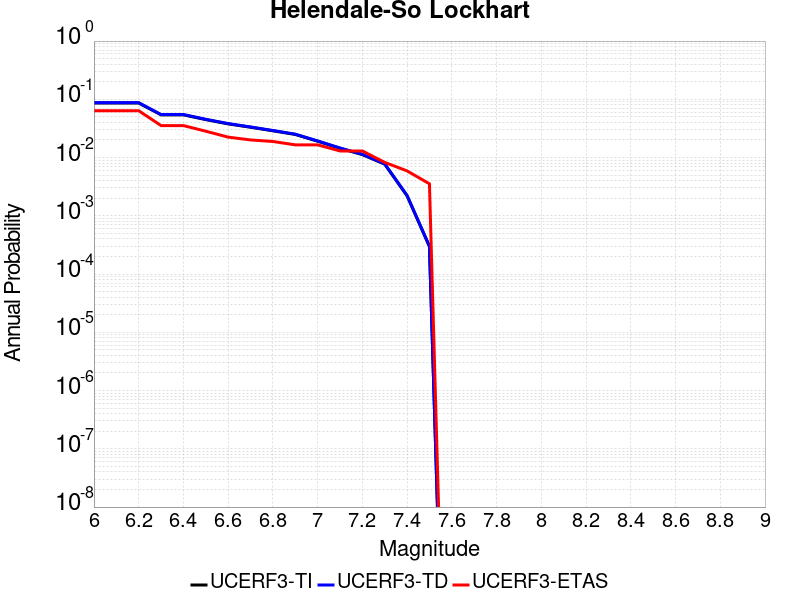 Helendale-So Lockhart
10^0
10^-1
10^-2
10^-3
10^-4
10^-5
10^-6
10^-7
10^-8
Annual Probability
6 6.2 6.4 6.6 6.8 7 7.2 7.4 7.6 7.8 8 8.2 8.4 8.6 8.8 9
Magnitude
UCERF3-TI UCERF3-TD UCERF3-ETAS